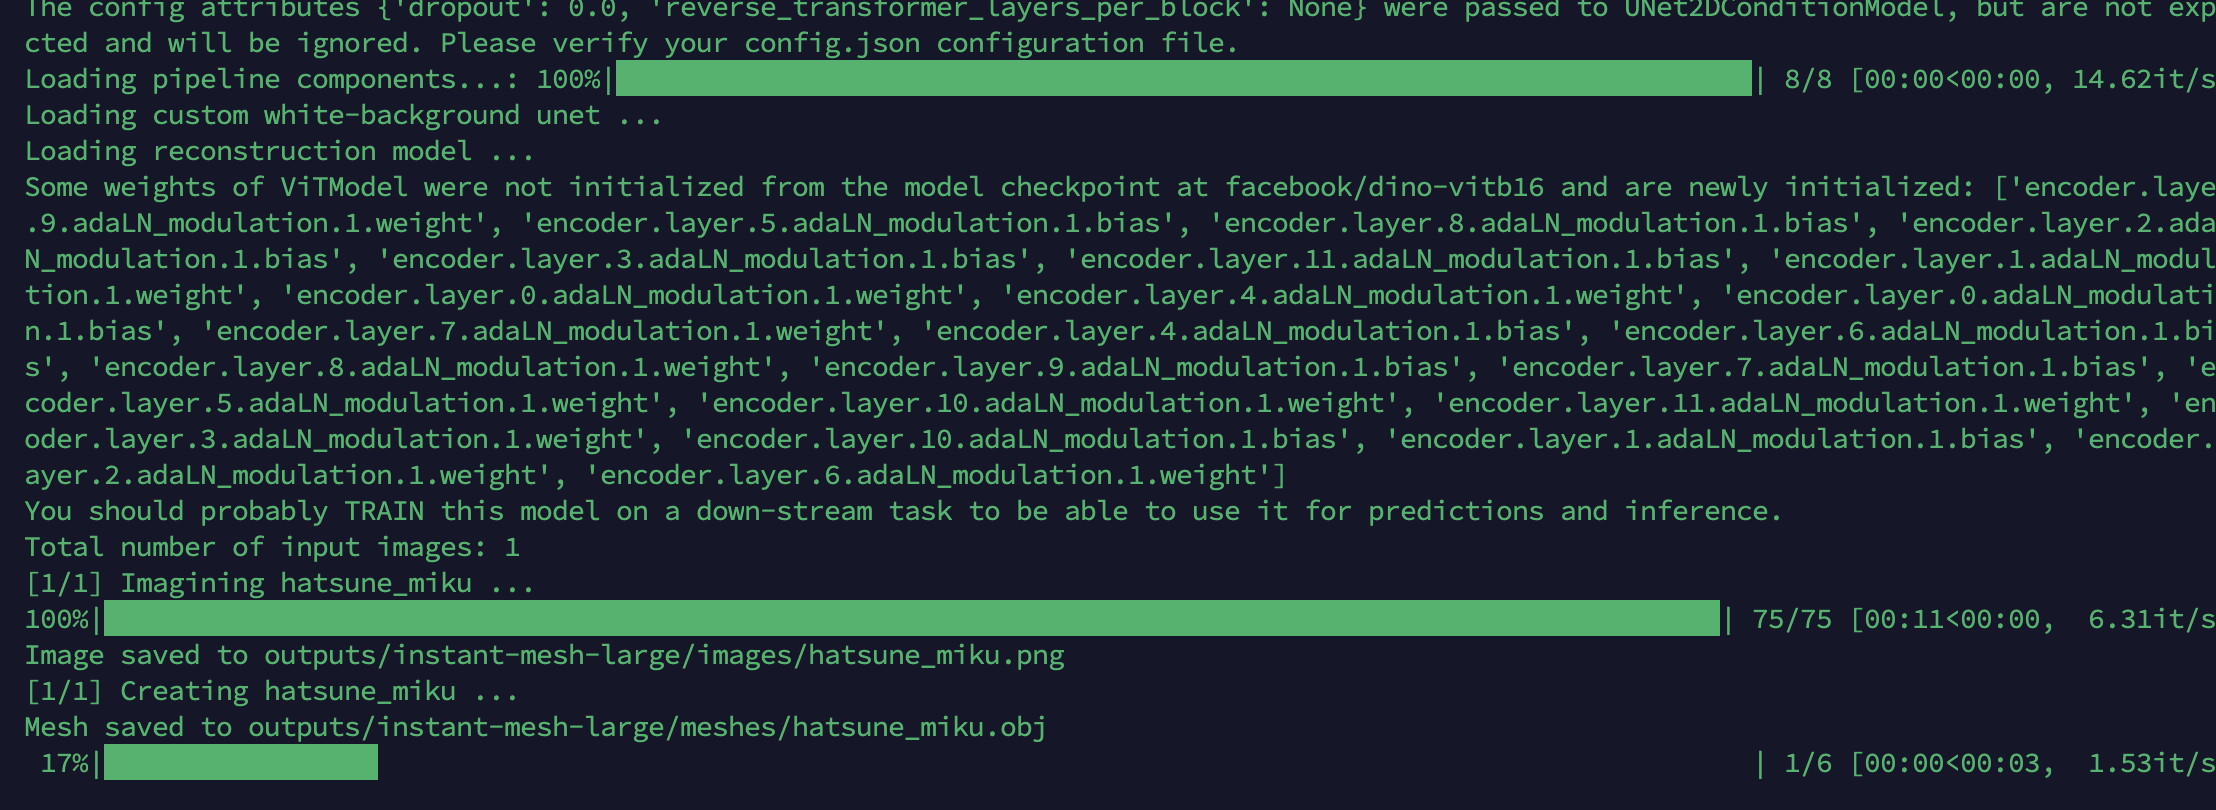 The config attributes {'dropout': 0.0, 'reverse_transformer_layers_per_block': None} were passed to UNet2DConditionModel, but are not exp
cted and will be ignored. Please verify your config.json configuration file.
Loading pipeline components...: 100%| | 8/8 [00:00<00:00, 14.62it/s
Loading custom white-background unet ...
Loading reconstruction model ...
Some weights of ViTModel were not initialized from the model checkpoint at facebook/dino-vitb16 and are newly initialized: ['encoder.laye
.9.adaLN_modulation.1.weight', 'encoder.layer.5.adaLN_modulation.1.bias', 'encoder.layer.8.adaLN_modulation.1.bias', 'encoder.layer.2.ada
N_modulation.1.bias', 'encoder.layer.3.adaLN_modulation.1.bias', 'encoder.layer.11.adaLN_modulation.1.bias', 'encoder.layer.1.adaLN_modul
tion.1.weight', 'encoder.layer.0.adaLN_modulation.1.weight', 'encoder.layer.4.adaLN_modulation.1.weight', 'encoder.layer.0.adaLN_modulati
n.1.bias', 'encoder.layer.7.adaLN_modulation.1.weight', 'encoder.layer.4.adaLN_modulation.1.bias', 'encoder.layer.6.adaLN_modulation.1.bi
s', 'encoder.layer.8.adaLN_modulation.1.weight', 'encoder.layer.9.adaLN_modulation.1.bias', 'encoder.layer.7.adaLN_modulation.1.bias', 'e
coder.layer.5.adaLN_modulation.1.weight', 'encoder.layer.10.adaLN_modulation.1.weight', 'encoder.layer.11.adaLN_modulation.1.weight', 'en
oder.layer.3.adaLN_modulation.1.weight', 'encoder.layer.10.adaLN_modulation.1.bias', 'encoder.layer.1.adaLN_modulation.1.bias', 'encoder.
ayer.2.adaLN_modulation.1.weight', 'encoder.layer.6.adaLN_modulation.1.weight']
You should probably TRAIN this model on a down-stream task to be able to use it for predictions and inference.
Total number of input images: 1
[1/1] Imagining hatsune_miku ...
100%| | 75/75 [00:11<00:00, 6.31it/s
Image saved to outputs/instant-mesh-large/images/hatsune_miku.png
[1/1] Creating hatsune_miku ...
Mesh saved to outputs/instant-mesh-large/meshes/hatsune_miku.obj
17%| | 1/6 [00:00<00:03, 1.53it/s